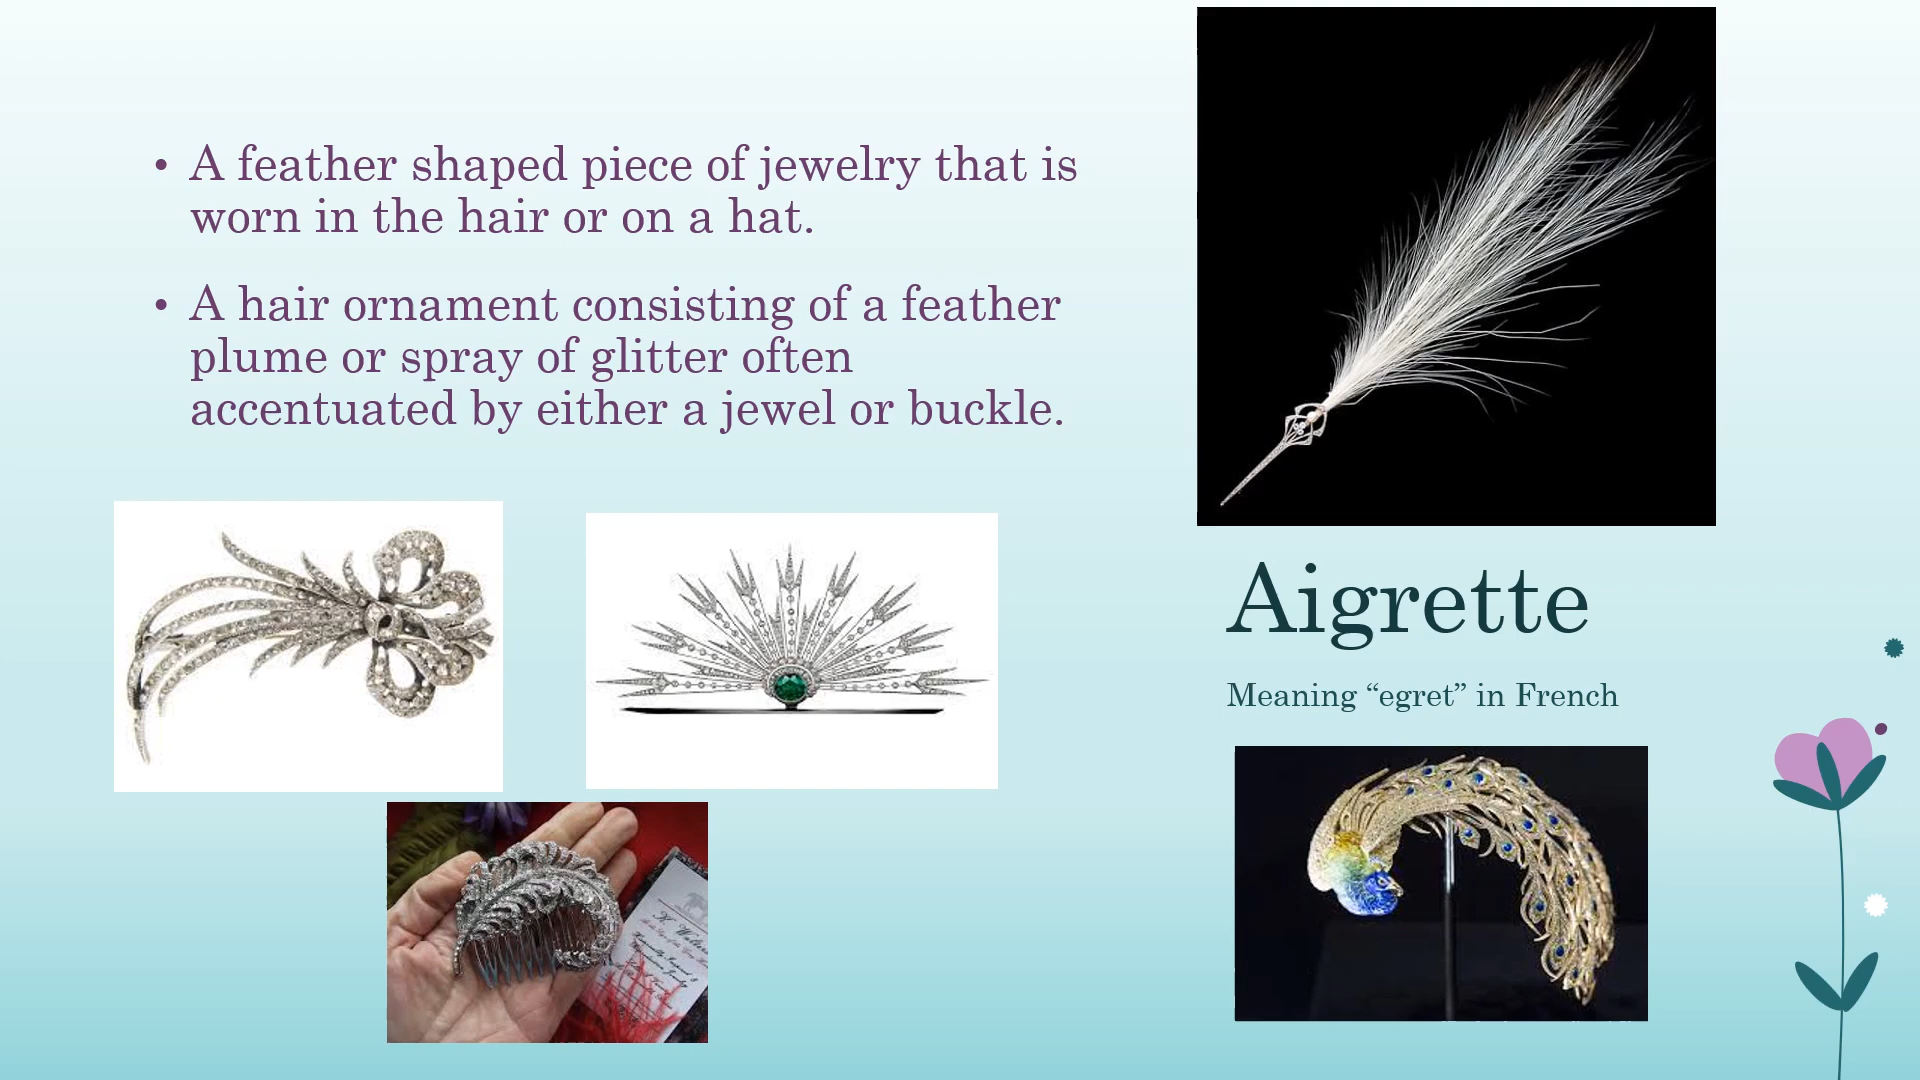 • A feather shaped piece of jewelry that is
worn in the hair or on a hat.
• A hair ornament consisting of a feather
plume or spray of glitter often
accentuated by either a jewel or buckle.
Aigrette
Meaning “egret” in French